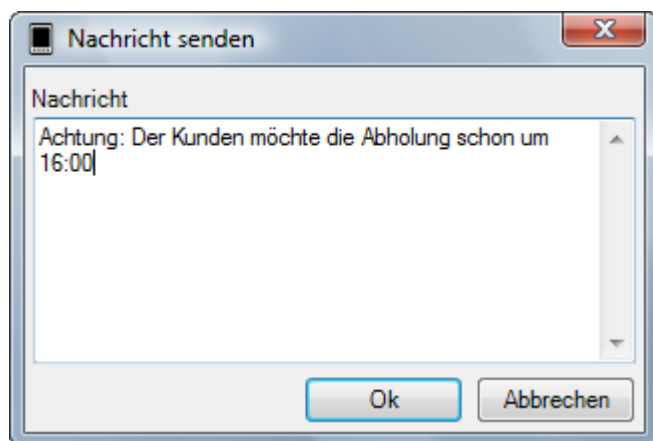 Nachricht senden
Nachricht
Achtung: Der Kunden möchte die Abholung schon um
16:00
Ok
Abbrechen